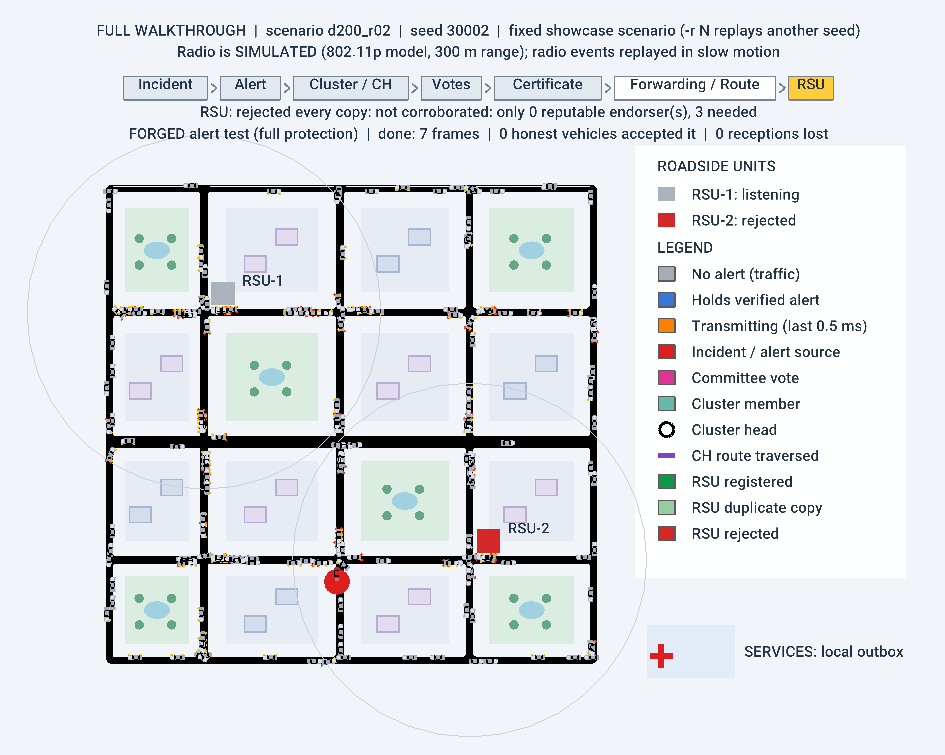 FULL WALKTHROUGH | scenario d200_r02 | seed 30002 | fixed showcase scenario (-r N replays another seed)
Radio is SIMULATED (802.11p model, 300 m range); radio events replayed in slow motion
Incident > Alert > Cluster / CH > Votes > Certificate > Forwarding / Route > RSU
RSU: rejected every copy: not corroborated: only 0 reputable endorser(s), 3 needed
FORGED alert test (full protection) | done: 7 frames | 0 honest vehicles accepted it | 0 receptions lost
ROADSIDE UNITS
RSU-1: listening
RSU-2: rejected
LEGEND
No alert (traffic)
Holds verified alert
Transmitting (last 0.5 ms)
Incident / alert source
Committee vote
Cluster member
Cluster head
CH route traversed
RSU registered
RSU duplicate copy
RSU rejected
RSU-1
RSU-2
SERVICES: local outbox